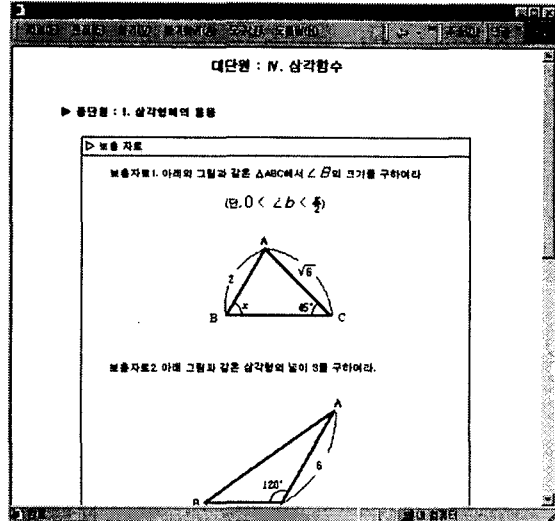 대단원 : Ⅳ. 삼각함수
▶ 중단원 : 1. 삼각형에의 활용
▷ 보충 자료
보충자료1. 아래의 그림과 같은 △ABC에서 ∠B의 크기를 구하여라
(단, 0 < ∠b < π/2)
A
2
√6
x
45°
B
C
보충자료2. 아래 그림과 같은 삼각형의 넓이 S를 구하여라.
A
120°
6
B